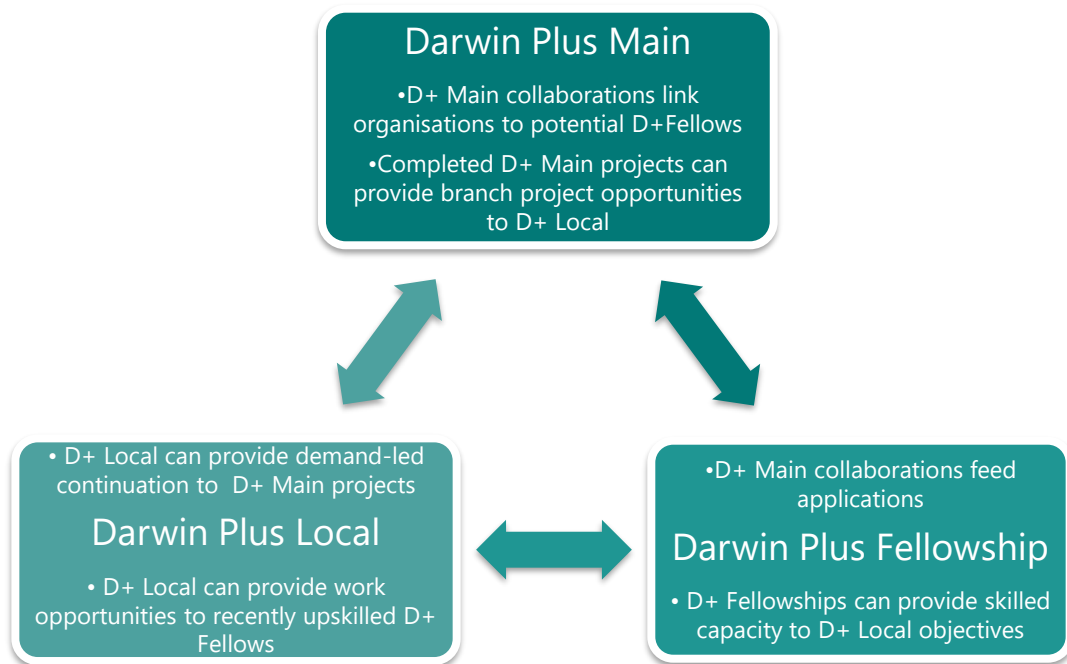 Darwin Plus Main
•D+ Main collaborations link
organisations to potential D+Fellows
•Completed D+ Main projects can
provide branch project opportunities
to D+ Local
• D+ Local can provide demand-led
continuation to  D+ Main projects
Darwin Plus Local
• D+ Local can provide work
opportunities to recently upskilled D+
Fellows
•D+ Main collaborations feed
applications
Darwin Plus Fellowship
• D+ Fellowships can provide skilled
capacity to D+ Local objectives